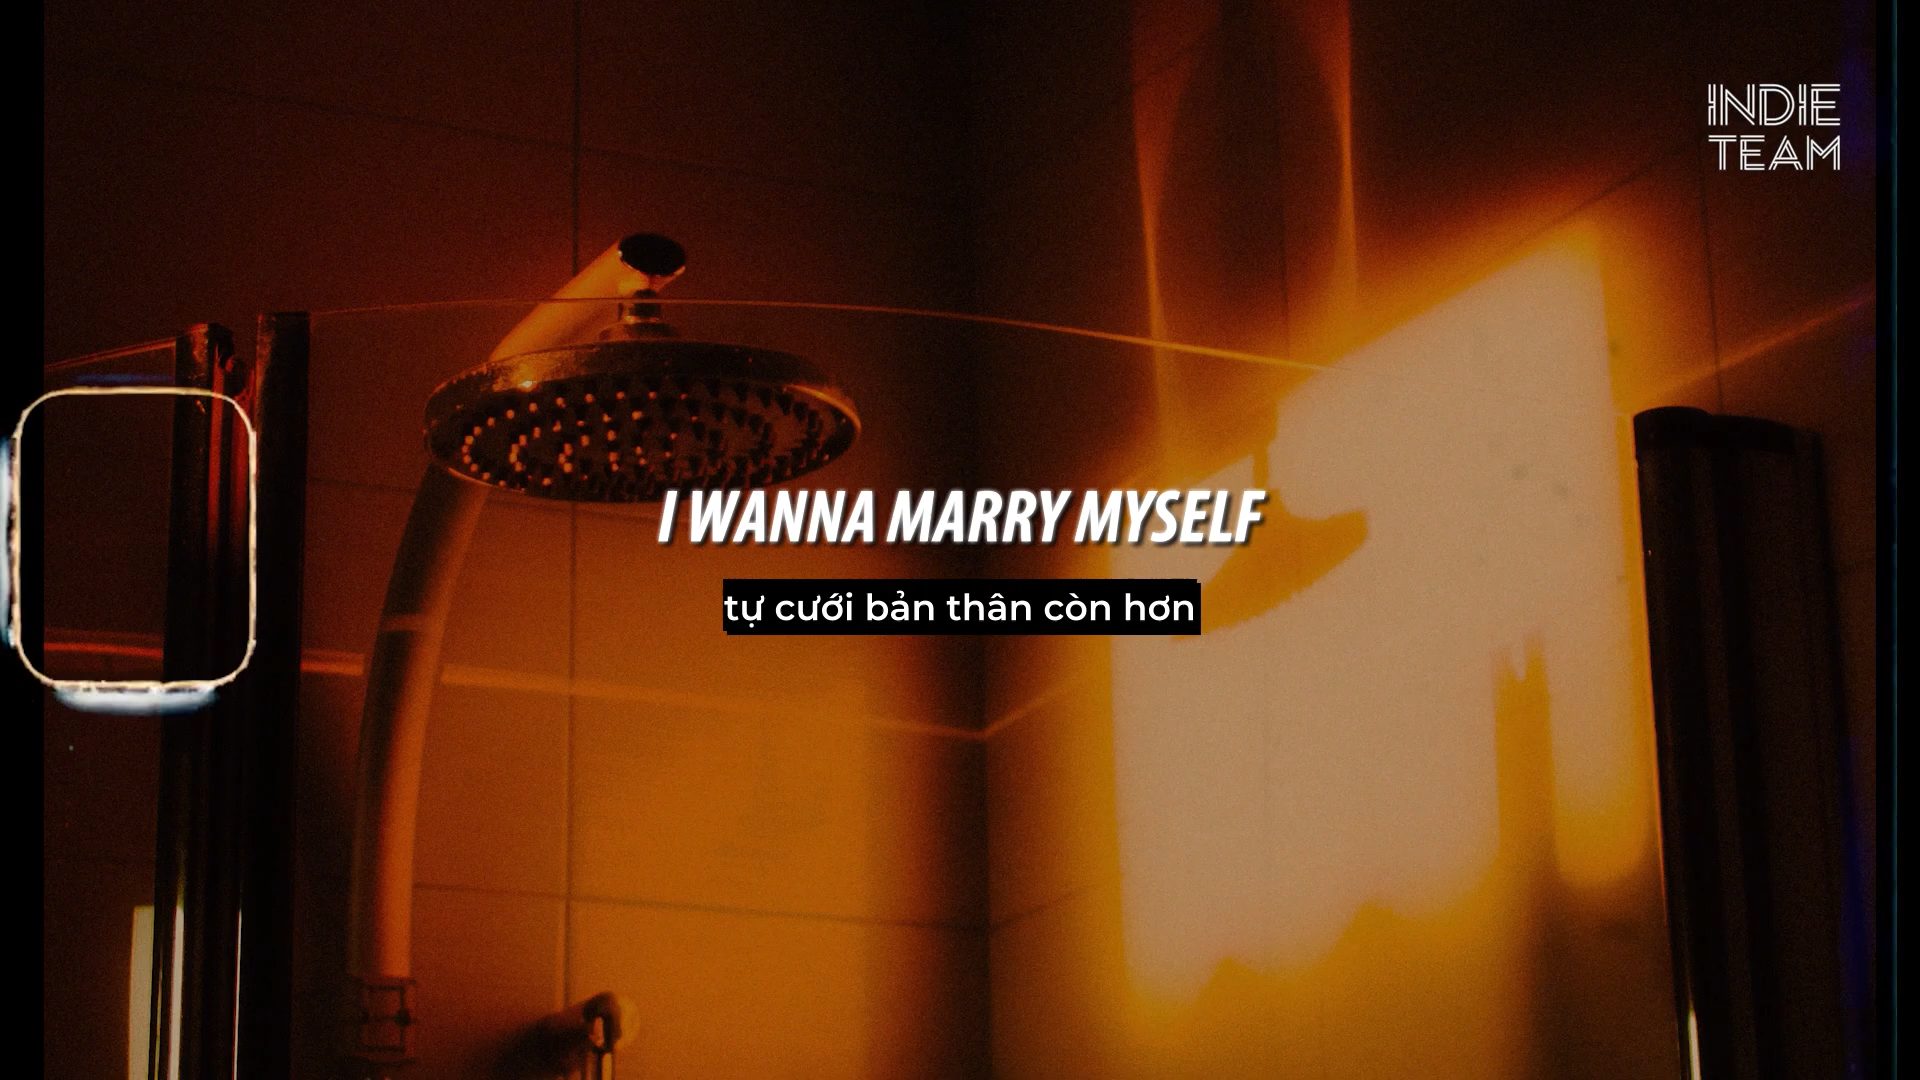 INDIE
TEAM
I WANNA MARRY MYSELF
tự cưới bản thân còn hơn